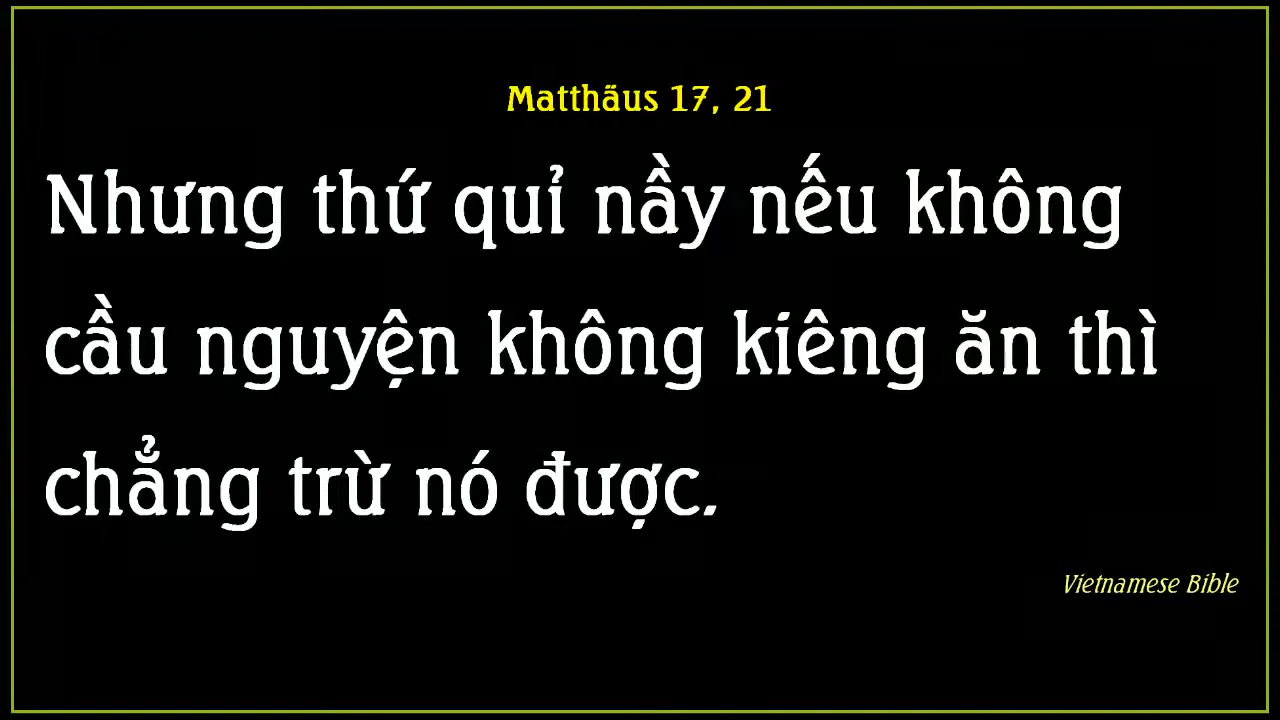 Matthäus 17, 21
Nhưng thứ quỉ nầy nếu không
cầu nguyện không kiêng ăn thì
chẳng trừ nó được.
Vietnamese Bible